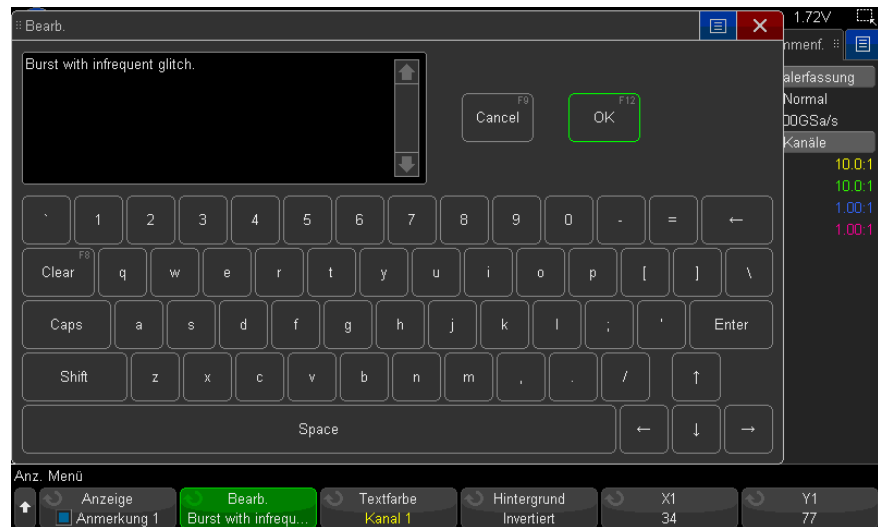 Bearb.
1.72V
Burst with infrequent glitch.
F9
Cancel
F12
OK
mmenf.
alerfassung
Normal
00GSa/s
Kanäle
10.0:1
10.0:1
1.00:1
1.00:1
` 1 2 3 4 5 6 7 8 9 0 - = ←
F8
Clear q w e r t y u i o p [ ] \
Caps a s d f g h j k l ; ' Enter
Shift z x c v b n m , . / ↑
Space ← ↓ →
Anz. Menü
Anzeige Bearb. Textfarbe Hintergrund X1 Y1
Anmerkung 1 Burst with infrequ... Kanal 1 Invertiert 34 77